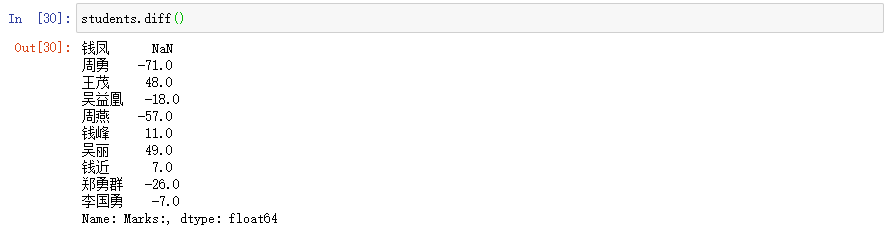 In [30]: students.diff()
Out[30]: 钱凤 NaN
周勇 -71.0
王茂 48.0
吴益凰 -18.0
周燕 -57.0
钱峰 11.0
吴丽 49.0
钱近 7.0
郑勇群 -26.0
李国勇 -7.0
Name: Marks:, dtype: float64